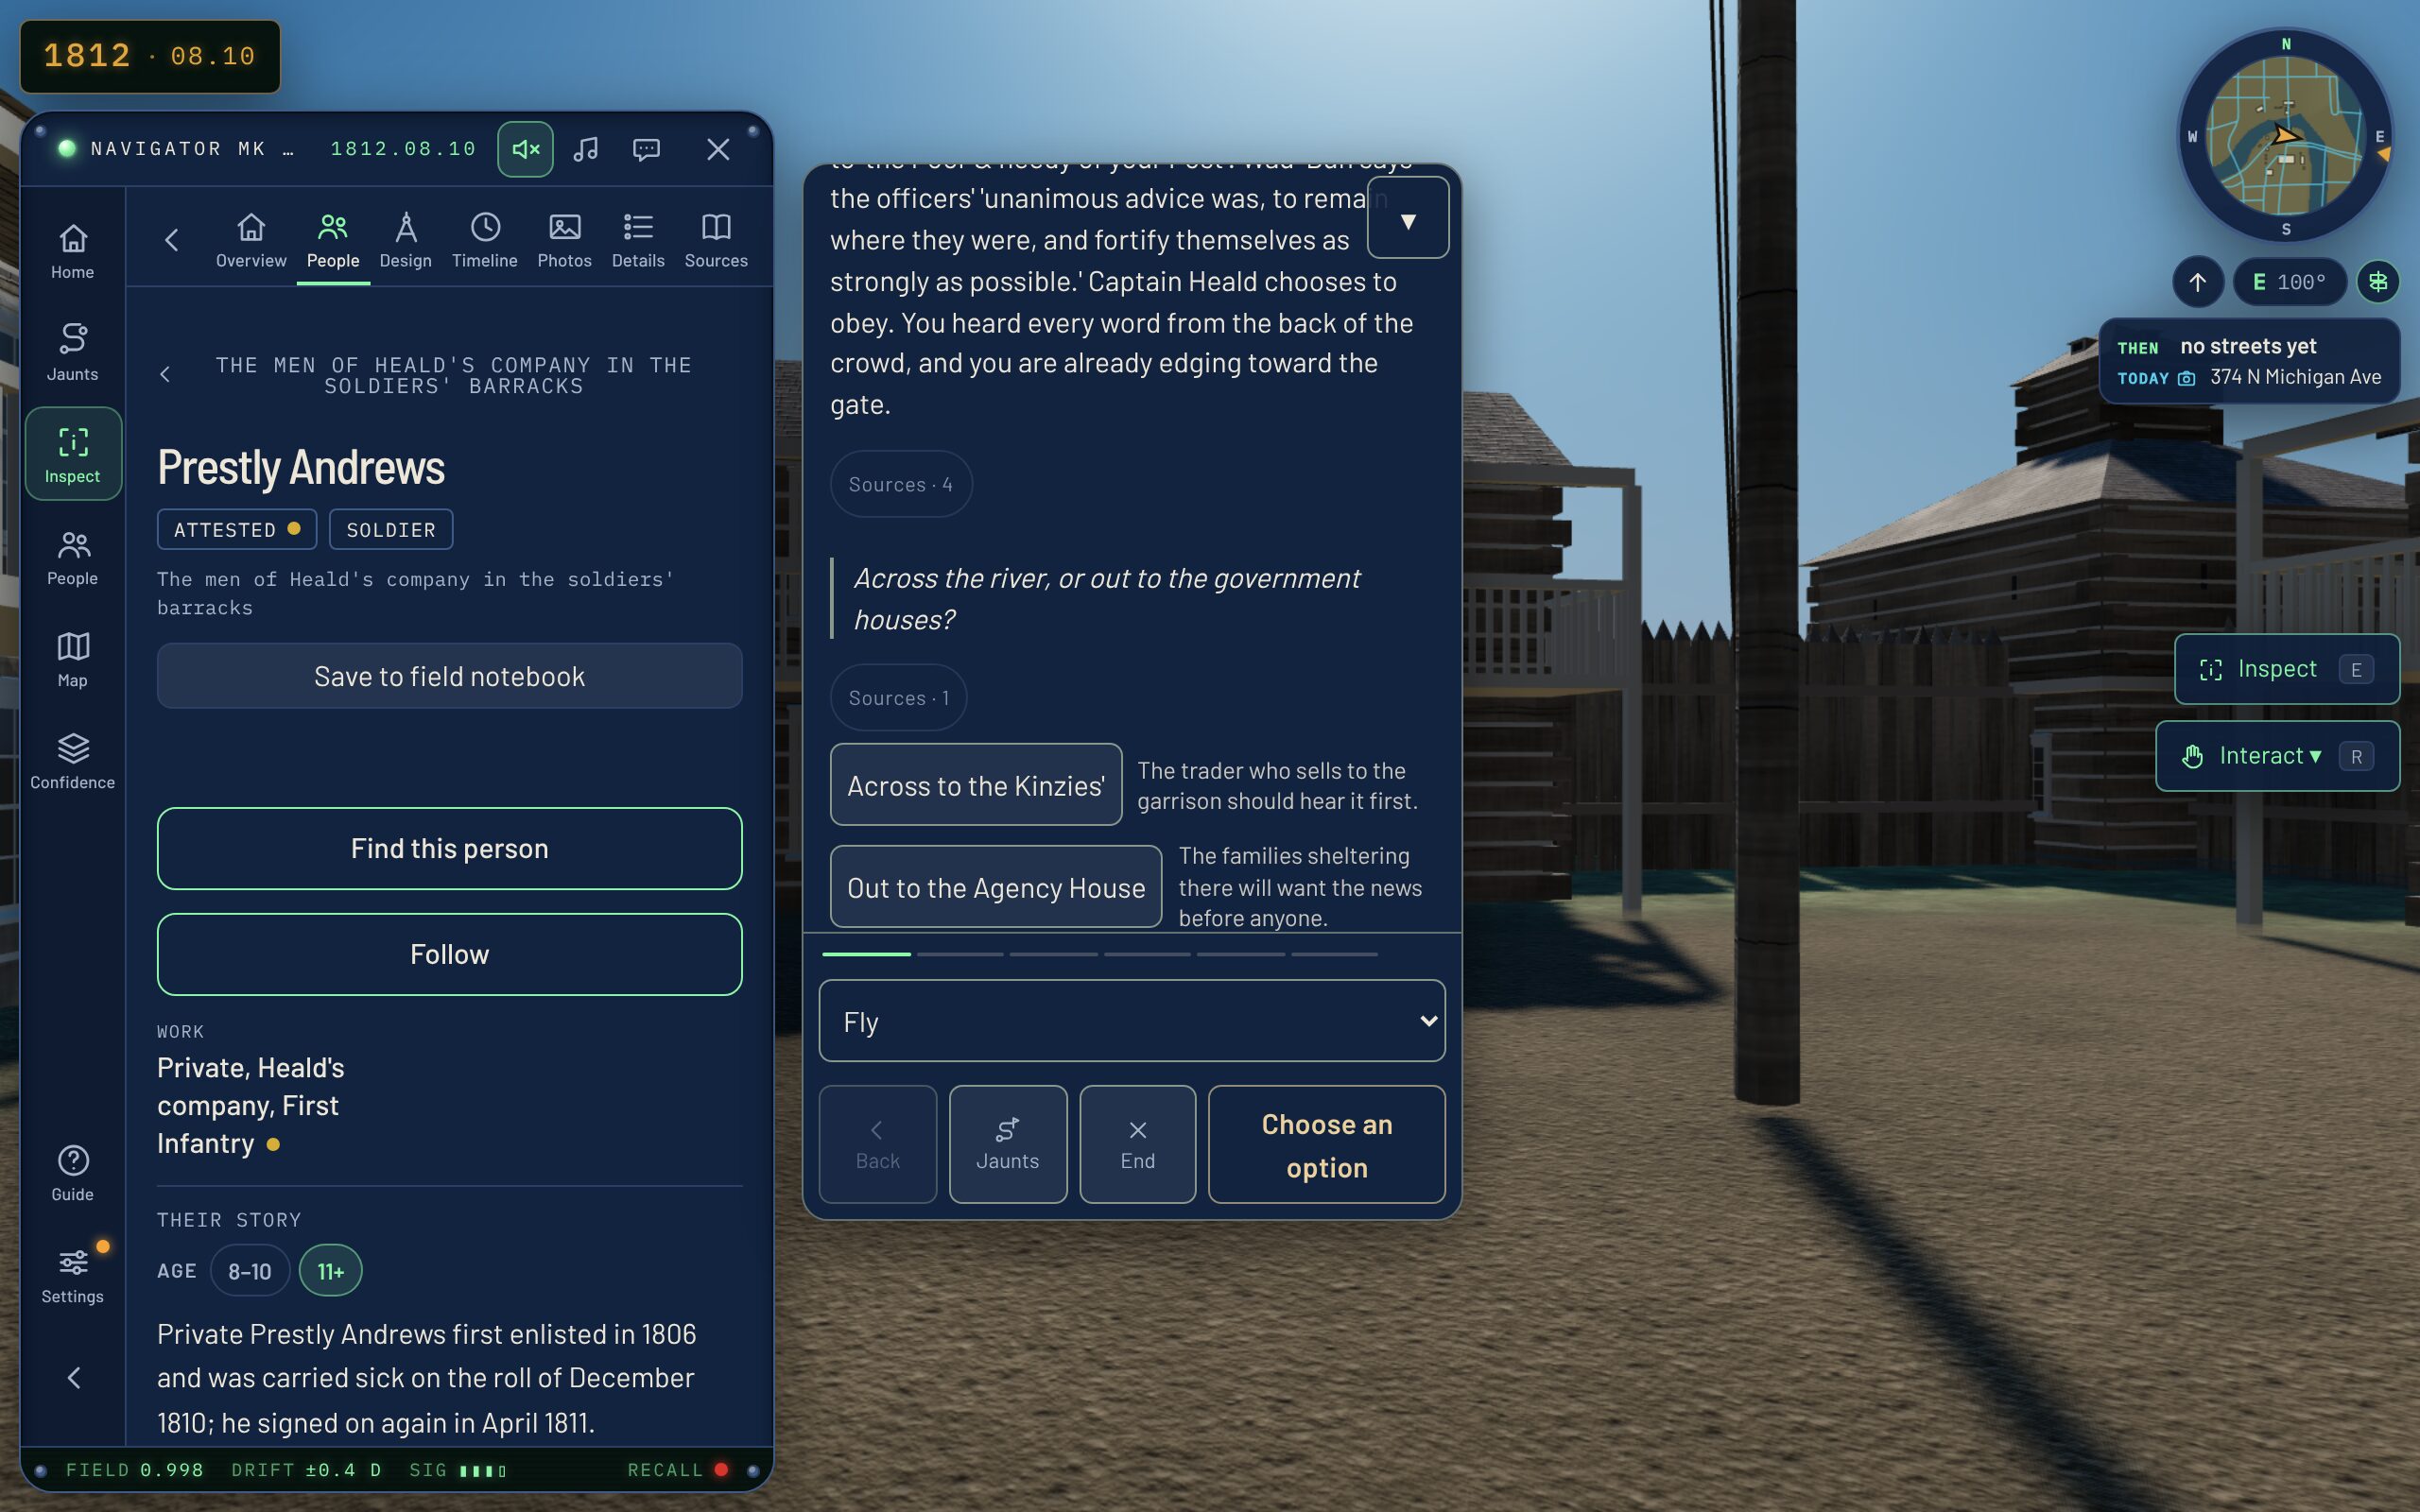 1812 · 08.10
NAVIGATOR MK …
1812.08.10
Home
Jaunts
Inspect
People
Map
Confidence
Guide
Settings
Overview
People
Design
Timeline
Photos
Details
Sources
THE MEN OF HEALD'S COMPANY IN THE
SOLDIERS' BARRACKS
Prestly Andrews
ATTESTED
SOLDIER
The men of Heald's company in the soldiers'
barracks
Save to field notebook
Find this person
Follow
WORK
Private, Heald's
company, First
Infantry
THEIR STORY
AGE 8–10 11+
Private Prestly Andrews first enlisted in 1806
and was carried sick on the roll of December
1810; he signed on again in April 1811.
FIELD 0.998 DRIFT ±0.4 D SIG RECALL
the officers' 'unanimous advice was, to remain
where they were, and fortify themselves as
strongly as possible.' Captain Heald chooses to
obey. You heard every word from the back of the
crowd, and you are already edging toward the
gate.
Sources · 4
Across the river, or out to the government
houses?
Sources · 1
Across to the Kinzies'
The trader who sells to the
garrison should hear it first.
Out to the Agency House
The families sheltering
there will want the news
before anyone.
Fly
Back
Jaunts
End
Choose an
option
N
W
E
S
E 100°
THEN no streets yet
TODAY 374 N Michigan Ave
Inspect E
Interact ▾ R